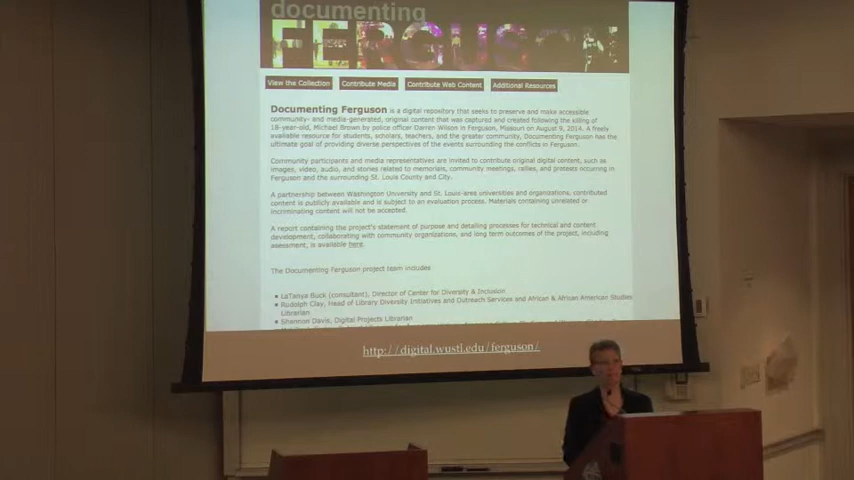 documenting
FERGUSON
View the Collection Contribute Media Contribute Web Content Additional Resources
Documenting Ferguson is a digital repository that seeks to preserve and make accessible
community- and media-generated, original content that was captured and created following the killing of
18-year-old, Michael Brown by police officer Darren Wilson in Ferguson, Missouri on August 9, 2014. A freely
available resource for students, scholars, teachers, and the greater community, Documenting Ferguson has the
ultimate goal of providing diverse perspectives of the events surrounding the conflicts in Ferguson.
Community participants and media representatives are invited to contribute original digital content, such as
images, video, audio, and stories related to memorials, community meetings, rallies, and protests occurring in
Ferguson and the surrounding St. Louis County and City.
A partnership between Washington University and St. Louis-area universities and organizations, contributed
content is publicly available and is subject to an evaluation process. Materials containing unrelated or
incriminating content will not be accepted.
A report containing the project's statement of purpose and detailing processes for technical and content
development, collaborating with community organizations, and long term outcomes of the project, including
assessment, is available here.
The Documenting Ferguson project team includes
LaTanya Buck (consultant), Director of Center for Diversity & Inclusion
Rudolph Clay, Head of Library Diversity Initiatives and Outreach Services and African & African American Studies
Librarian
Shannon Davis, Digital Projects Librarian
http://digital.wustl.edu/ferguson/